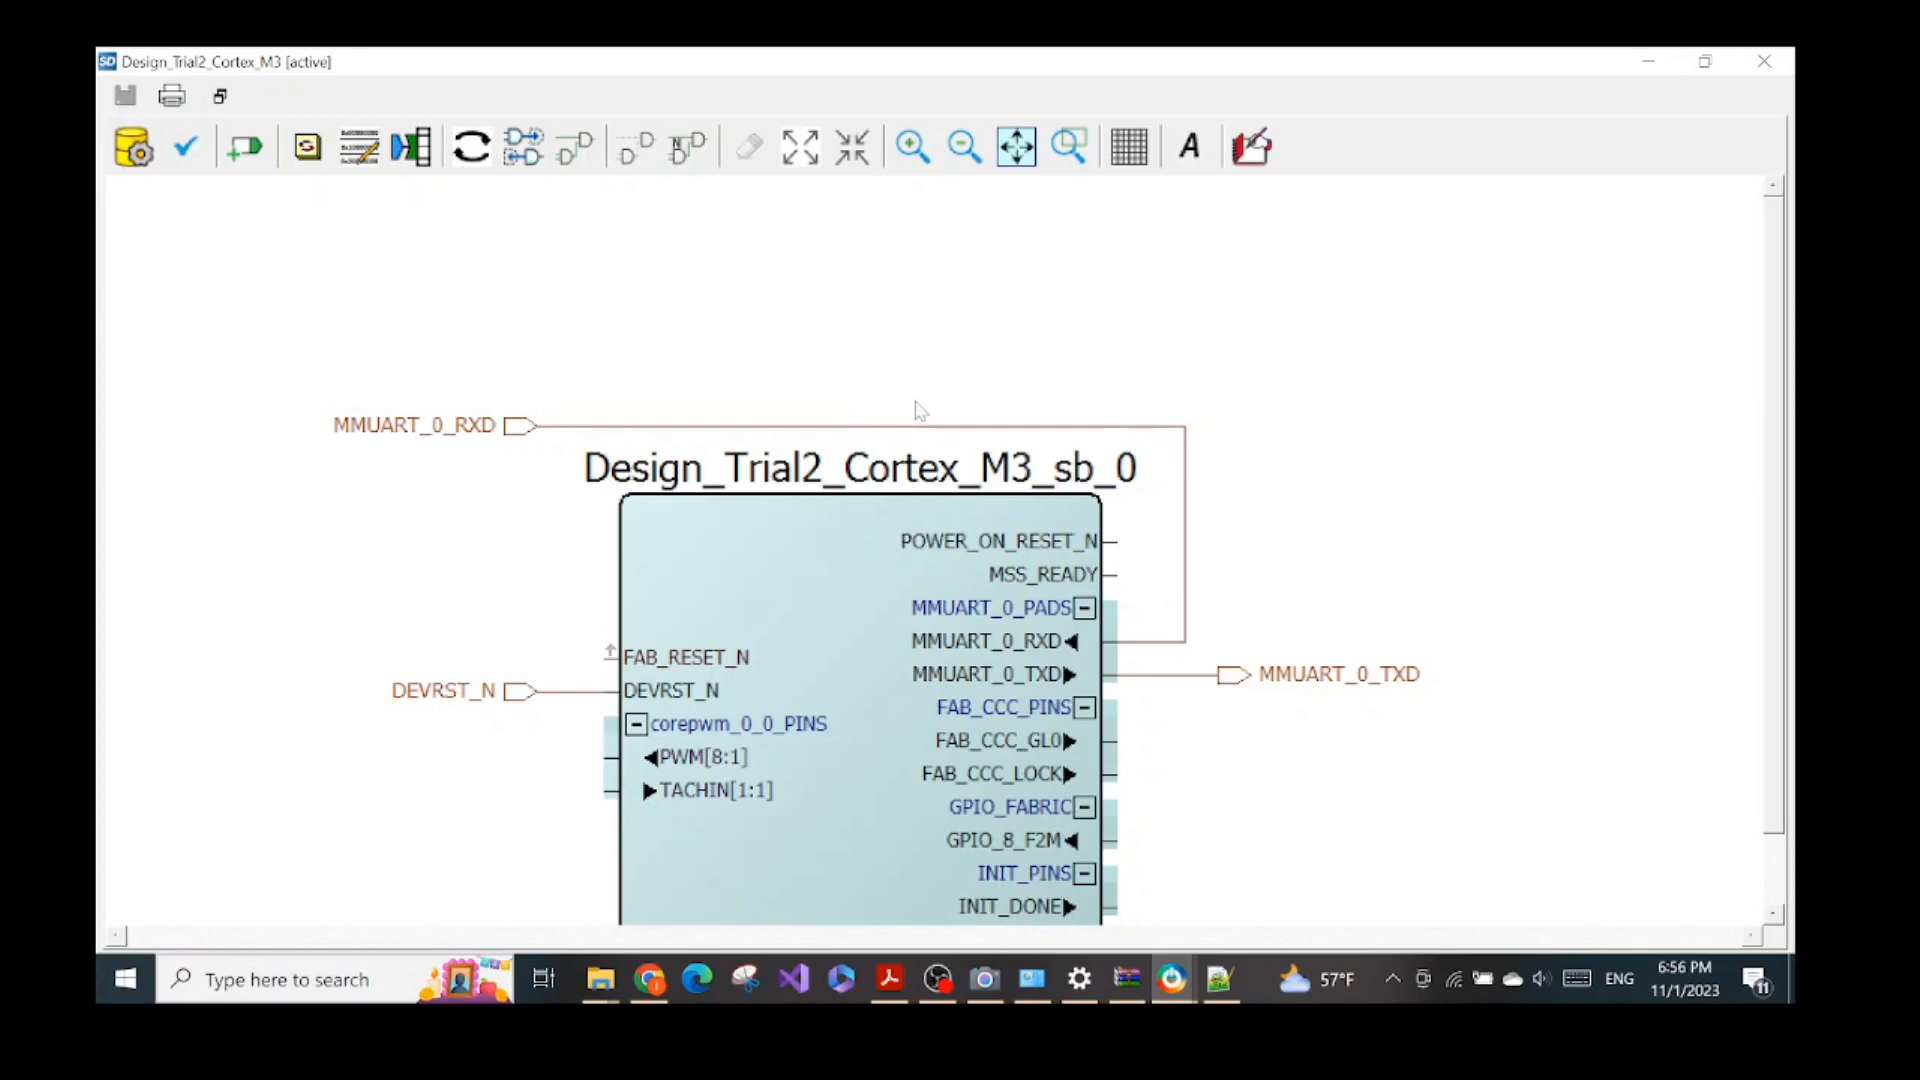 SD Design_Trial2_Cortex_M3 [active]
A
MMUART_0_RXD
Design_Trial2_Cortex_M3_sb_0
POWER_ON_RESET_N
MSS_READY
MMUART_0_PADS
MMUART_0_RXD
FAB_RESET_N
MMUART_0_TXD
MMUART_0_TXD
DEVRST_N
DEVRST_N
FAB_CCC_PINS
corepwm_0_0_PINS
FAB_CCC_GL0
PWM[8:1]
FAB_CCC_LOCK
TACHIN[1:1]
GPIO_FABRIC
GPIO_8_F2M
INIT_PINS
INIT_DONE
Type here to search
57°F
ENG
6:56 PM
11/1/2023
11